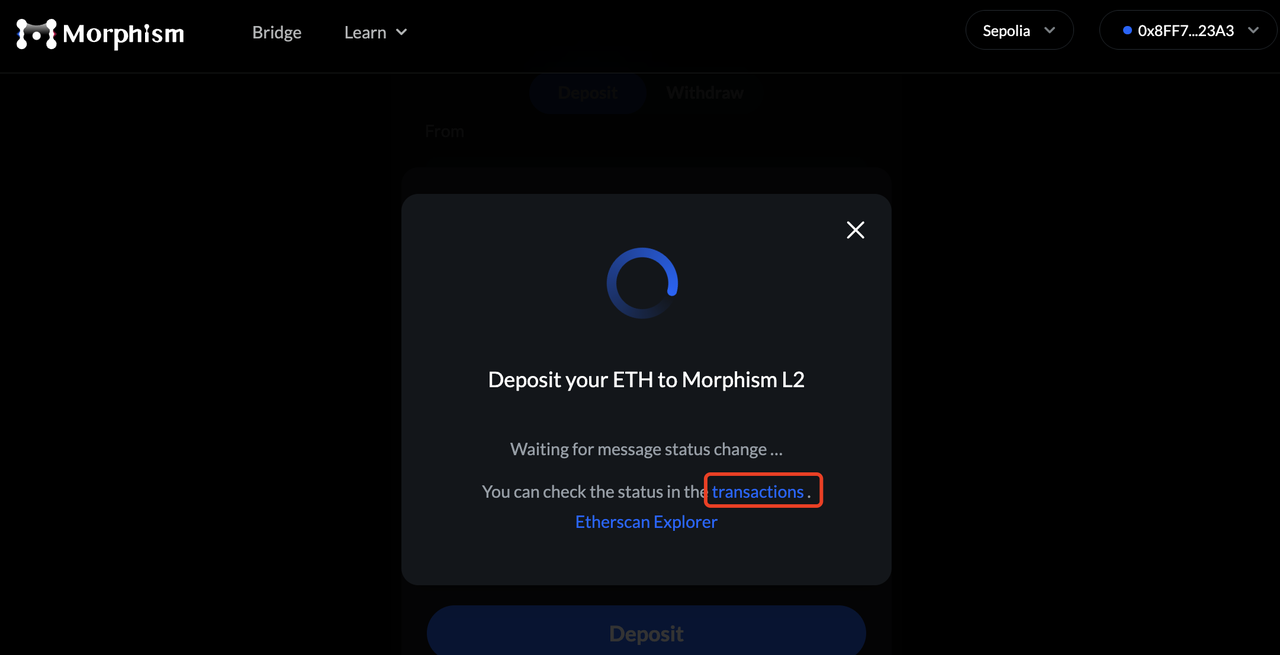 Morphism Bridge Learn Sepolia 0x8FF7...23A3
Deposit Withdraw
From
Deposit your ETH to Morphism L2
Waiting for message status change ...
You can check the status in the transactions .
Etherscan Explorer
Deposit